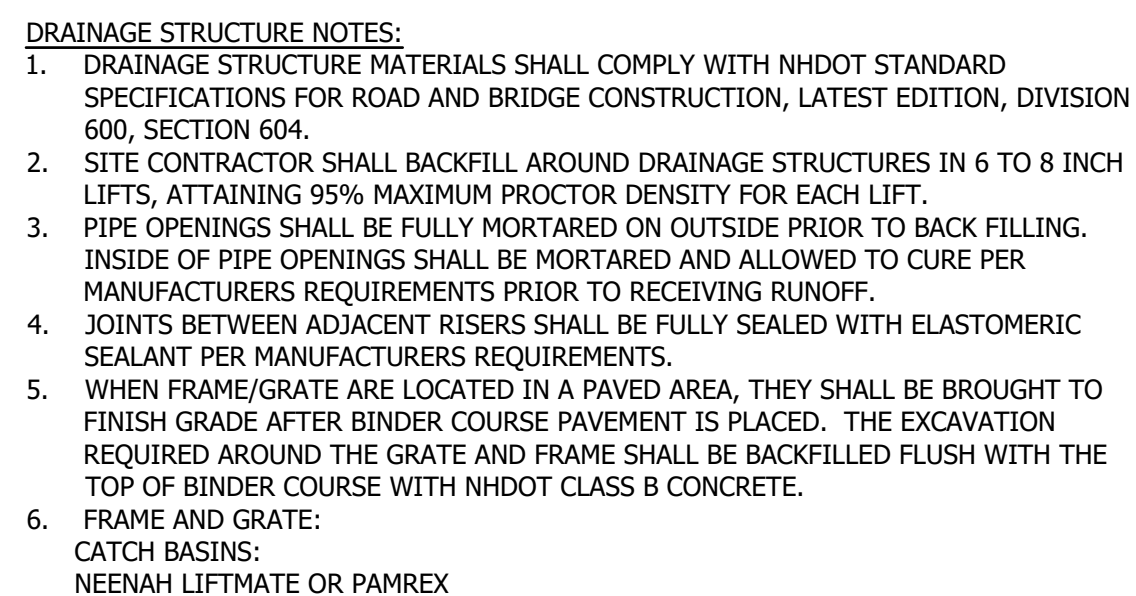 DRAINAGE STRUCTURE NOTES:
1. DRAINAGE STRUCTURE MATERIALS SHALL COMPLY WITH NHDOT STANDARD
SPECIFICATIONS FOR ROAD AND BRIDGE CONSTRUCTION, LATEST EDITION, DIVISION
600, SECTION 604.
2. SITE CONTRACTOR SHALL BACKFILL AROUND DRAINAGE STRUCTURES IN 6 TO 8 INCH
LIFTS, ATTAINING 95% MAXIMUM PROCTOR DENSITY FOR EACH LIFT.
3. PIPE OPENINGS SHALL BE FULLY MORTARED ON OUTSIDE PRIOR TO BACK FILLING.
INSIDE OF PIPE OPENINGS SHALL BE MORTARED AND ALLOWED TO CURE PER
MANUFACTURERS REQUIREMENTS PRIOR TO RECEIVING RUNOFF.
4. JOINTS BETWEEN ADJACENT RISERS SHALL BE FULLY SEALED WITH ELASTOMERIC
SEALANT PER MANUFACTURERS REQUIREMENTS.
5. WHEN FRAME/GRATE ARE LOCATED IN A PAVED AREA, THEY SHALL BE BROUGHT TO
FINISH GRADE AFTER BINDER COURSE PAVEMENT IS PLACED. THE EXCAVATION
REQUIRED AROUND THE GRATE AND FRAME SHALL BE BACKFILLED FLUSH WITH THE
TOP OF BINDER COURSE WITH NHDOT CLASS B CONCRETE.
6. FRAME AND GRATE:
CATCH BASINS:
NEENAH LIFTMATE OR PAMREX